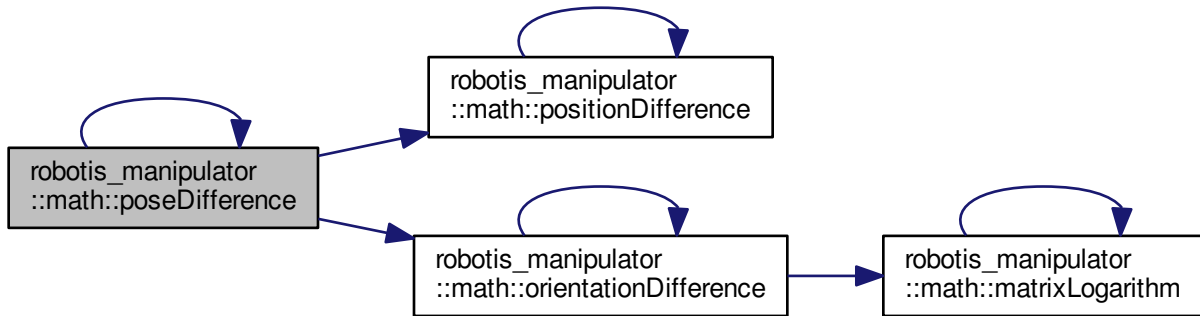 robotis_manipulator
::math::positionDifference
robotis_manipulator
::math::poseDifference
robotis_manipulator
::math::orientationDifference
robotis_manipulator
::math::matrixLogarithm